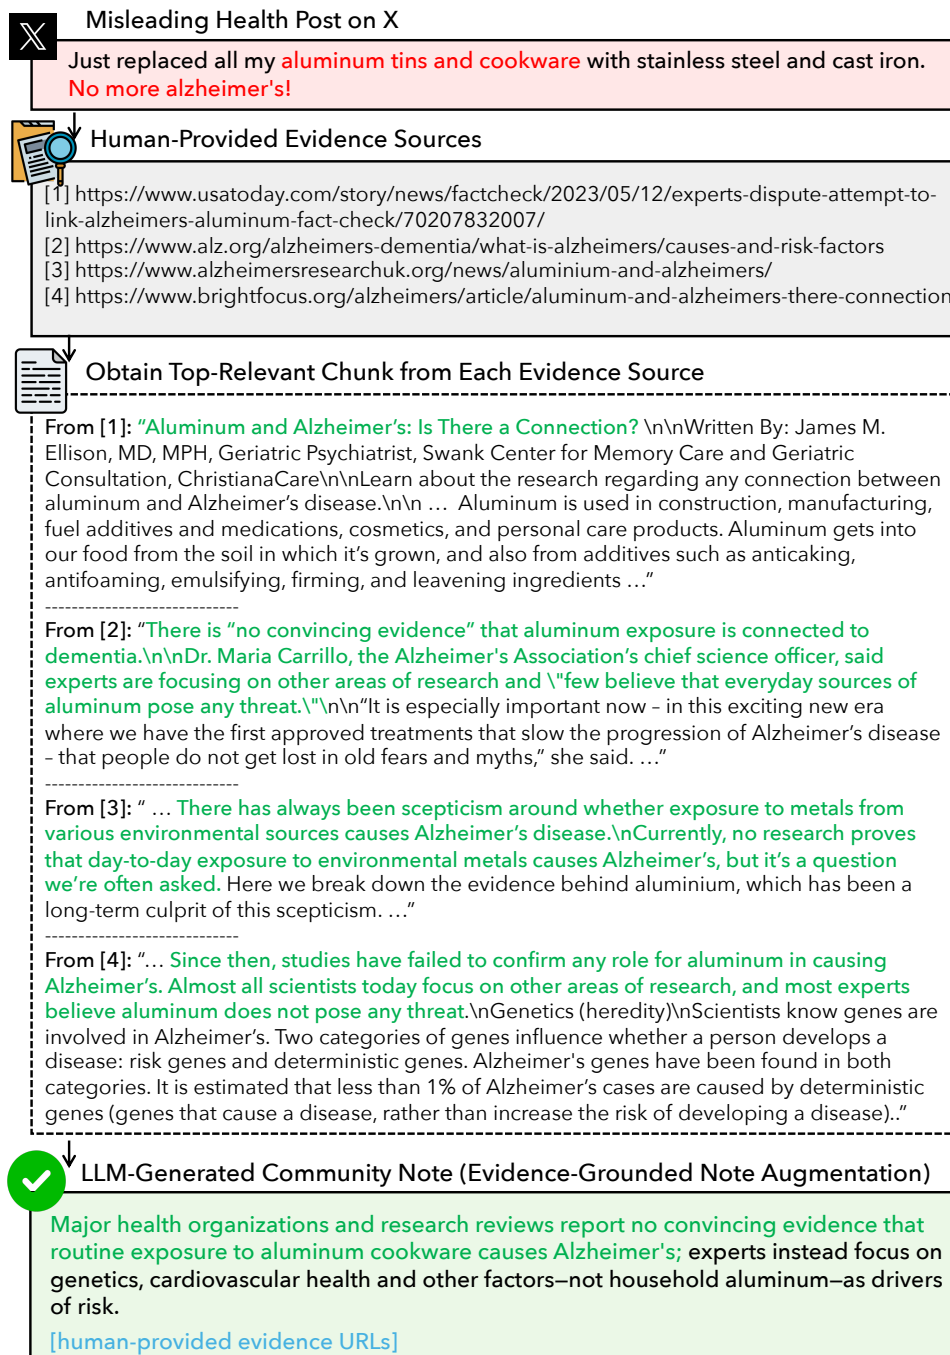 Misleading Health Post on X
Just replaced all my aluminum tins and cookware with stainless steel and cast iron.
No more alzheimer's!
Human-Provided Evidence Sources
[1] https://www.usatoday.com/story/news/factcheck/2023/05/12/experts-dispute-attempt-to-
link-alzheimers-aluminum-fact-check/70207832007/
[2] https://www.alz.org/alzheimers-dementia/what-is-alzheimers/causes-and-risk-factors
[3] https://www.alzheimersresearchuk.org/news/aluminium-and-alzheimers/
[4] https://www.brightfocus.org/alzheimers/article/aluminum-and-alzheimers-there-connection
Obtain Top-Relevant Chunk from Each Evidence Source
From [1]: “Aluminum and Alzheimer’s: Is There a Connection? \n\nWritten By: James M.
Ellison, MD, MPH, Geriatric Psychiatrist, Swank Center for Memory Care and Geriatric
Consultation, ChristianaCare\n\nLearn about the research regarding any connection between
aluminum and Alzheimer’s disease.\n\n … Aluminum is used in construction, manufacturing,
fuel additives and medications, cosmetics, and personal care products. Aluminum gets into
our food from the soil in which it’s grown, and also from additives such as anticaking,
antifoaming, emulsifying, firming, and leavening ingredients …”
-----------------------------
From [2]: “There is “no convincing evidence” that aluminum exposure is connected to
dementia.\n\nDr. Maria Carrillo, the Alzheimer's Association’s chief science officer, said
experts are focusing on other areas of research and \"few believe that everyday sources of
aluminum pose any threat.\"\n\n“It is especially important now – in this exciting new era
where we have the first approved treatments that slow the progression of Alzheimer’s disease
– that people do not get lost in old fears and myths,” she said. …”
-----------------------------
From [3]: “ … There has always been scepticism around whether exposure to metals from
various environmental sources causes Alzheimer’s disease.\nCurrently, no research proves
that day-to-day exposure to environmental metals causes Alzheimer’s, but it’s a question
we’re often asked. Here we break down the evidence behind aluminium, which has been a
long-term culprit of this scepticism. …”
-----------------------------
From [4]: “… Since then, studies have failed to confirm any role for aluminum in causing
Alzheimer’s. Almost all scientists today focus on other areas of research, and most experts
believe aluminum does not pose any threat.\nGenetics (heredity)\nScientists know genes are
involved in Alzheimer’s. Two categories of genes influence whether a person develops a
disease: risk genes and deterministic genes. Alzheimer's genes have been found in both
categories. It is estimated that less than 1% of Alzheimer’s cases are caused by deterministic
genes (genes that cause a disease, rather than increase the risk of developing a disease)..”
LLM-Generated Community Note (Evidence-Grounded Note Augmentation)
Major health organizations and research reviews report no convincing evidence that
routine exposure to aluminum cookware causes Alzheimer's; experts instead focus on
genetics, cardiovascular health and other factors—not household aluminum—as drivers
of risk.
[human-provided evidence URLs]